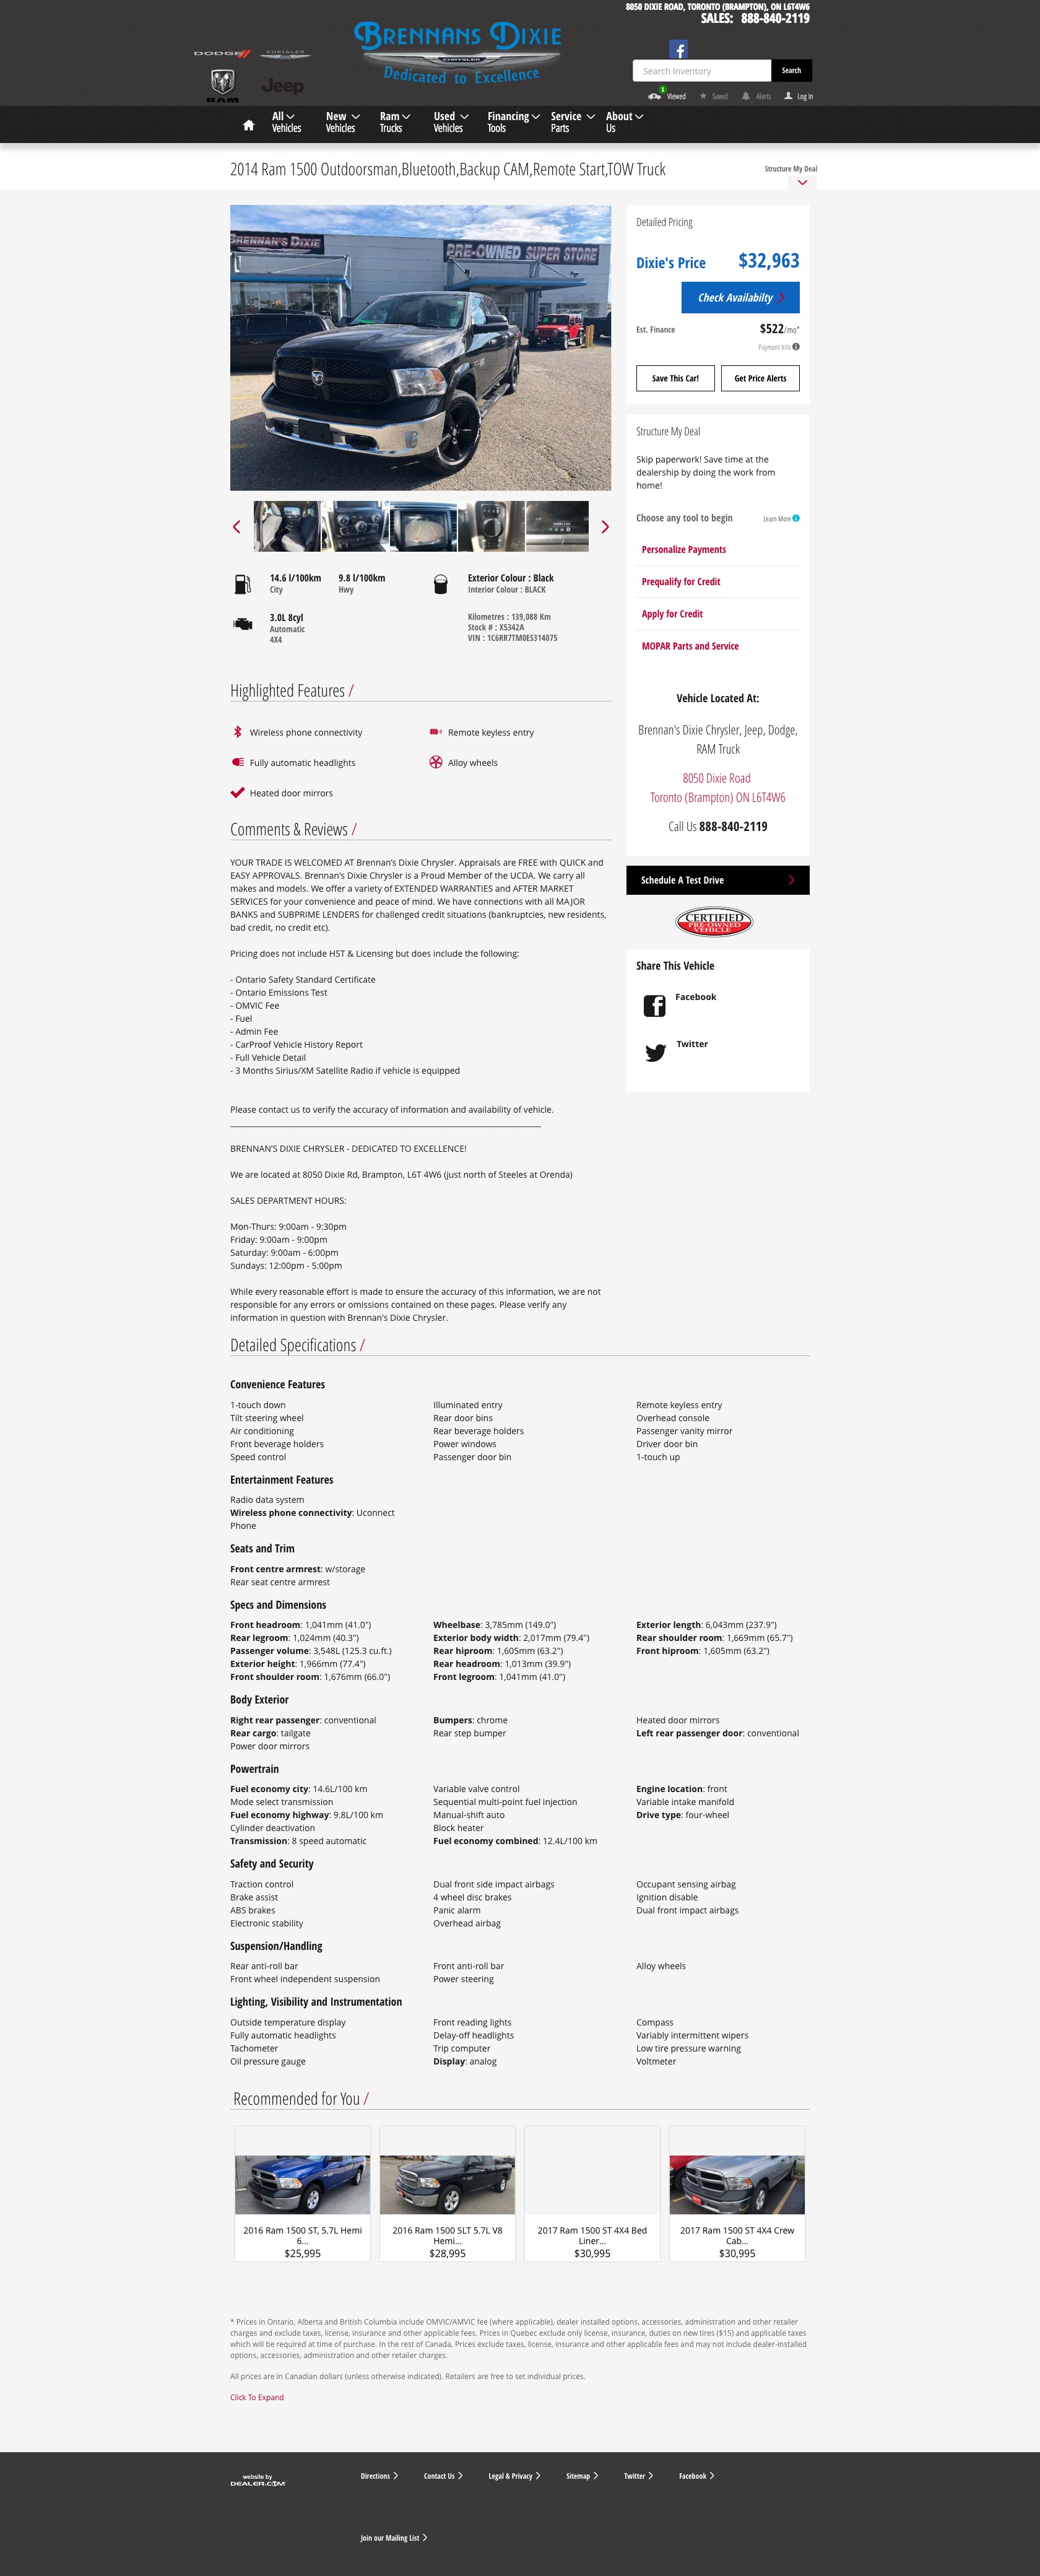 8050 DIXIE ROAD, TORONTO (BRAMPTON), ON L6T4W6
SALES: 888-840-2119
BRENNANS DIXIE
CHRYSLER
Dedicated to Excellence
DODGE
CHRYSLER
RAM
Jeep
Search inventory
Search
1
Viewed
Saved
Alerts
Log In
All Vehicles
New Vehicles
Ram Trucks
Used Vehicles
Financing Tools
Service Parts
About Us
2014 Ram 1500 Outdoorsman,Bluetooth,Backup CAM,Remote Start,TOW Truck
Structure My Deal
BRENNAN'S DIXIE
PRE-OWNED SUPER STORE
Detailed Pricing
Dixie's Price $32,963
Check Availabilty
Est. Finance $522/mo*
Payment Info
Save This Car!
Get Price Alerts
14.6 l/100km
City
9.8 l/100km
Hwy
Exterior Colour : Black
Interior Colour : BLACK
3.0L 8cyl
Automatic
4X4
Kilometres : 139,088 Km
Stock # : X5342A
VIN : 1C6RR7TM0ES314075
Structure My Deal
Skip paperwork! Save time at the
dealership by doing the work from
home!
Choose any tool to begin
Learn More
Personalize Payments
Prequalify for Credit
Apply for Credit
MOPAR Parts and Service
Vehicle Located At:
Brennan's Dixie Chrysler, Jeep, Dodge,
RAM Truck
8050 Dixie Road
Toronto (Brampton) ON L6T4W6
Call Us 888-840-2119
Schedule A Test Drive
CERTIFIED
PRE-OWNED
VEHICLE
Share This Vehicle
Facebook
Twitter
Highlighted Features /
Wireless phone connectivity
Remote keyless entry
Fully automatic headlights
Alloy wheels
Heated door mirrors
Comments & Reviews /
YOUR TRADE IS WELCOMED AT Brennan's Dixie Chrysler. Appraisals are FREE with QUICK and
EASY APPROVALS. Brennan's Dixie Chrysler is a Proud Member of the UCDA. We carry all
makes and models. We offer a variety of EXTENDED WARRANTIES and AFTER MARKET
SERVICES for your convenience and peace of mind. We have connections with all MAJOR
BANKS and SUBPRIME LENDERS for challenged credit situations (bankruptcies, new residents,
bad credit, no credit etc).
Pricing does not include HST & Licensing but does include the following:
- Ontario Safety Standard Certificate
- Ontario Emissions Test
- OMVIC Fee
- Fuel
- Admin Fee
- CarProof Vehicle History Report
- Full Vehicle Detail
- 3 Months Sirius/XM Satellite Radio if vehicle is equipped
Please contact us to verify the accuracy of information and availability of vehicle.
BRENNAN'S DIXIE CHRYSLER - DEDICATED TO EXCELLENCE!
We are located at 8050 Dixie Rd, Brampton, L6T 4W6 (just north of Steeles at Orenda)
SALES DEPARTMENT HOURS:
Mon-Thurs: 9:00am - 9:30pm
Friday: 9:00am - 9:00pm
Saturday: 9:00am - 6:00pm
Sundays: 12:00pm - 5:00pm
While every reasonable effort is made to ensure the accuracy of this information, we are not
responsible for any errors or omissions contained on these pages. Please verify any
information in question with Brennan's Dixie Chrysler.
Detailed Specifications /
Convenience Features
1-touch down
Tilt steering wheel
Air conditioning
Front beverage holders
Speed control
Illuminated entry
Rear door bins
Rear beverage holders
Power windows
Passenger door bin
Remote keyless entry
Overhead console
Passenger vanity mirror
Driver door bin
1-touch up
Entertainment Features
Radio data system
Wireless phone connectivity: Uconnect
Phone
Seats and Trim
Front centre armrest: w/storage
Rear seat centre armrest
Specs and Dimensions
Front headroom: 1,041mm (41.0")
Rear legroom: 1,024mm (40.3")
Passenger volume: 3,548L (125.3 cu.ft.)
Exterior height: 1,966mm (77.4")
Front shoulder room: 1,676mm (66.0")
Wheelbase: 3,785mm (149.0")
Exterior body width: 2,017mm (79.4")
Rear hiproom: 1,605mm (63.2")
Rear headroom: 1,013mm (39.9")
Front legroom: 1,041mm (41.0")
Exterior length: 6,043mm (237.9")
Rear shoulder room: 1,669mm (65.7")
Front hiproom: 1,605mm (63.2")
Body Exterior
Right rear passenger: conventional
Rear cargo: tailgate
Power door mirrors
Bumpers: chrome
Rear step bumper
Heated door mirrors
Left rear passenger door: conventional
Powertrain
Fuel economy city: 14.6L/100 km
Mode select transmission
Fuel economy highway: 9.8L/100 km
Cylinder deactivation
Transmission: 8 speed automatic
Variable valve control
Sequential multi-point fuel injection
Manual-shift auto
Block heater
Fuel economy combined: 12.4L/100 km
Engine location: front
Variable intake manifold
Drive type: four-wheel
Safety and Security
Traction control
Brake assist
ABS brakes
Electronic stability
Dual front side impact airbags
4 wheel disc brakes
Panic alarm
Overhead airbag
Occupant sensing airbag
Ignition disable
Dual front impact airbags
Suspension/Handling
Rear anti-roll bar
Front wheel independent suspension
Front anti-roll bar
Power steering
Alloy wheels
Lighting, Visibility and Instrumentation
Outside temperature display
Fully automatic headlights
Tachometer
Oil pressure gauge
Front reading lights
Delay-off headlights
Trip computer
Display: analog
Compass
Variably intermittent wipers
Low tire pressure warning
Voltmeter
Recommended for You /
2016 Ram 1500 ST, 5.7L Hemi
6...
$25,995
2016 Ram 1500 SLT 5.7L V8
Hemi...
$28,995
2017 Ram 1500 ST 4X4 Bed
Liner...
$30,995
2017 Ram 1500 ST 4X4 Crew
Cab...
$30,995
* Prices in Ontario, Alberta and British Columbia include OMVIC/AMVIC fee (where applicable), dealer installed options, accessories, administration and other retailer
charges and exclude taxes, license, insurance and other applicable fees. Prices in Quebec exclude only license, insurance, duties on new tires ($15) and applicable taxes
which will be required at time of purchase. In the rest of Canada, Prices exclude taxes, license, insurance and other applicable fees and may not include dealer-installed
options, accessories, administration and other retailer charges.
All prices are in Canadian dollars (unless otherwise indicated). Retailers are free to set individual prices.
Click To Expand
website by
DEALER.COM
Directions
Contact Us
Legal & Privacy
Sitemap
Twitter
Facebook
Join our Mailing List